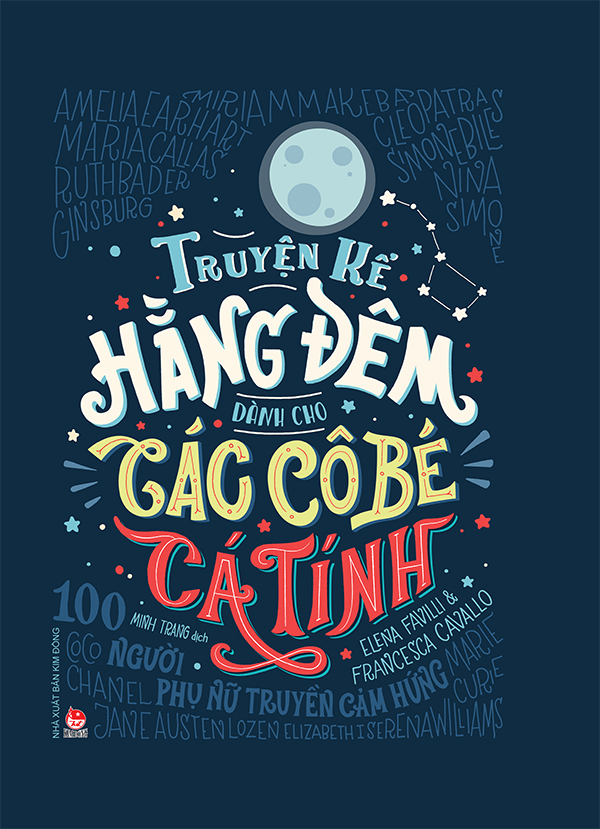 AMELIA EARHART
MIRIAM MAKEBA
CLEOPATRAS
MARIA CALLAS
SIMONE BILES
RUTH BADER
GINSBURG
NINA
SIMONE
TRUYỆN KỂ
HẰNG ĐÊM
DÀNH CHO
CÁC CÔ BÉ
CÁ TÍNH
100
MINH TRANG dịch
ELENA FAVILLI &
FRANCESCA CAVALLO
COCO
NGƯỜI
MARIE
CHANEL
PHỤ NỮ TRUYỀN CẢM HỨNG
CURIE
JANE AUSTEN LOZEN ELIZABETH I SERENA WILLIAMS
NHÀ XUẤT BẢN KIM ĐỒNG